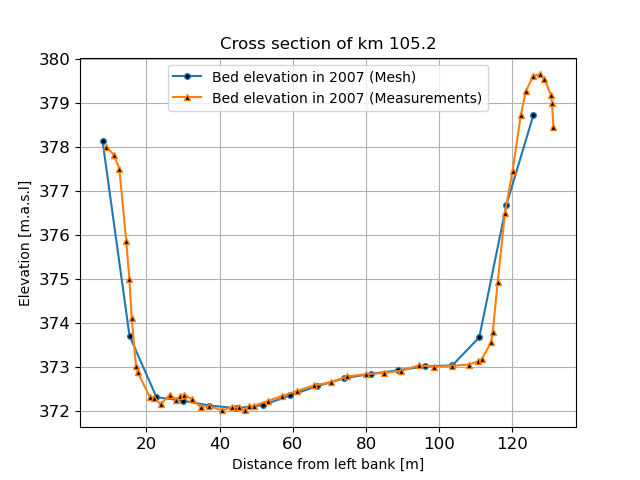 Cross section of km 105.2
Bed elevation in 2007 (Mesh)
Bed elevation in 2007 (Measurements)
Elevation [m.a.s.l]
380
379
378
377
376
375
374
373
372
20 40 60 80 100 120
Distance from left bank [m]